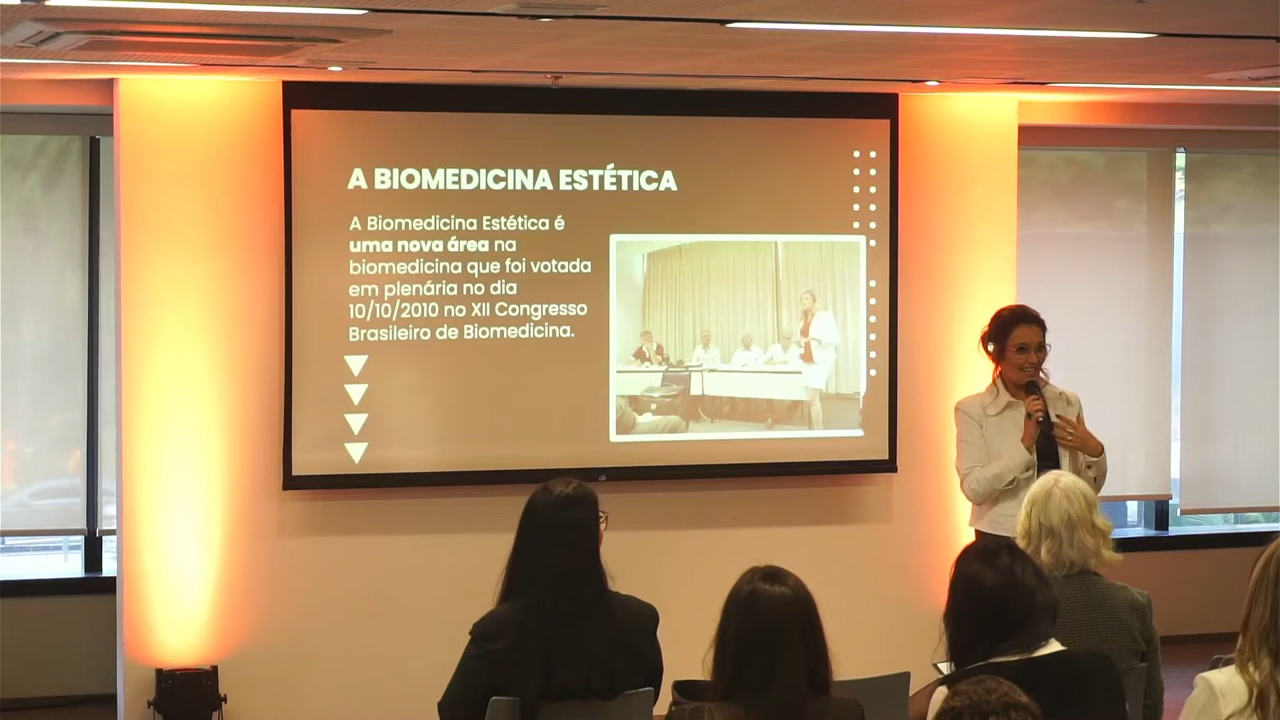 A BIOMEDICINA ESTÉTICA
A Biomedicina Estética é
uma nova área na
biomedicina que foi votada
em plenária no dia
10/10/2010 no XII Congresso
Brasileiro de Biomedicina.